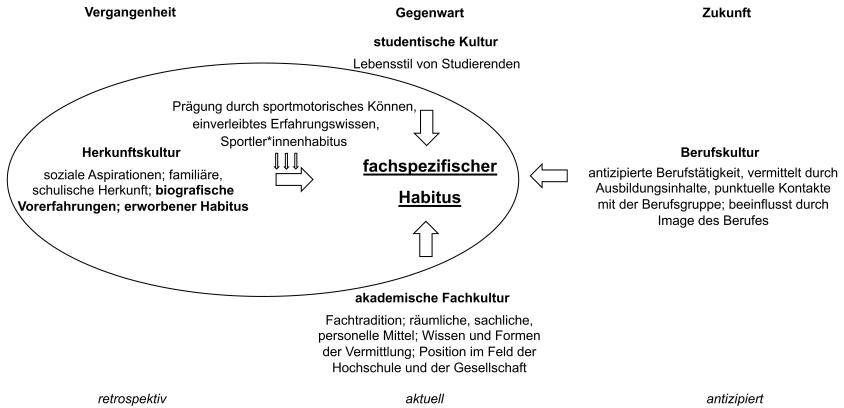 Vergangenheit
Gegenwart
Zukunft
studentische Kultur
Lebensstil von Studierenden
Prägung durch sportmotorisches Können,
einverleibtes Erfahrungswissen,
Sportler*innenhabitus
Herkunftskultur
soziale Aspirationen; familiäre,
schulische Herkunft; biografische
Vorerfahrungen; erworbener Habitus
fachspezifischer
Habitus
Berufskultur
antizipierte Berufstätigkeit, vermittelt durch
Ausbildungsinhalte, punktuelle Kontakte
mit der Berufsgruppe; beeinflusst durch
Image des Berufes
akademische Fachkultur
Fachtradition; räumliche, sachliche,
personelle Mittel; Wissen und Formen
der Vermittlung; Position im Feld der
Hochschule und der Gesellschaft
retrospektiv
aktuell
antizipiert